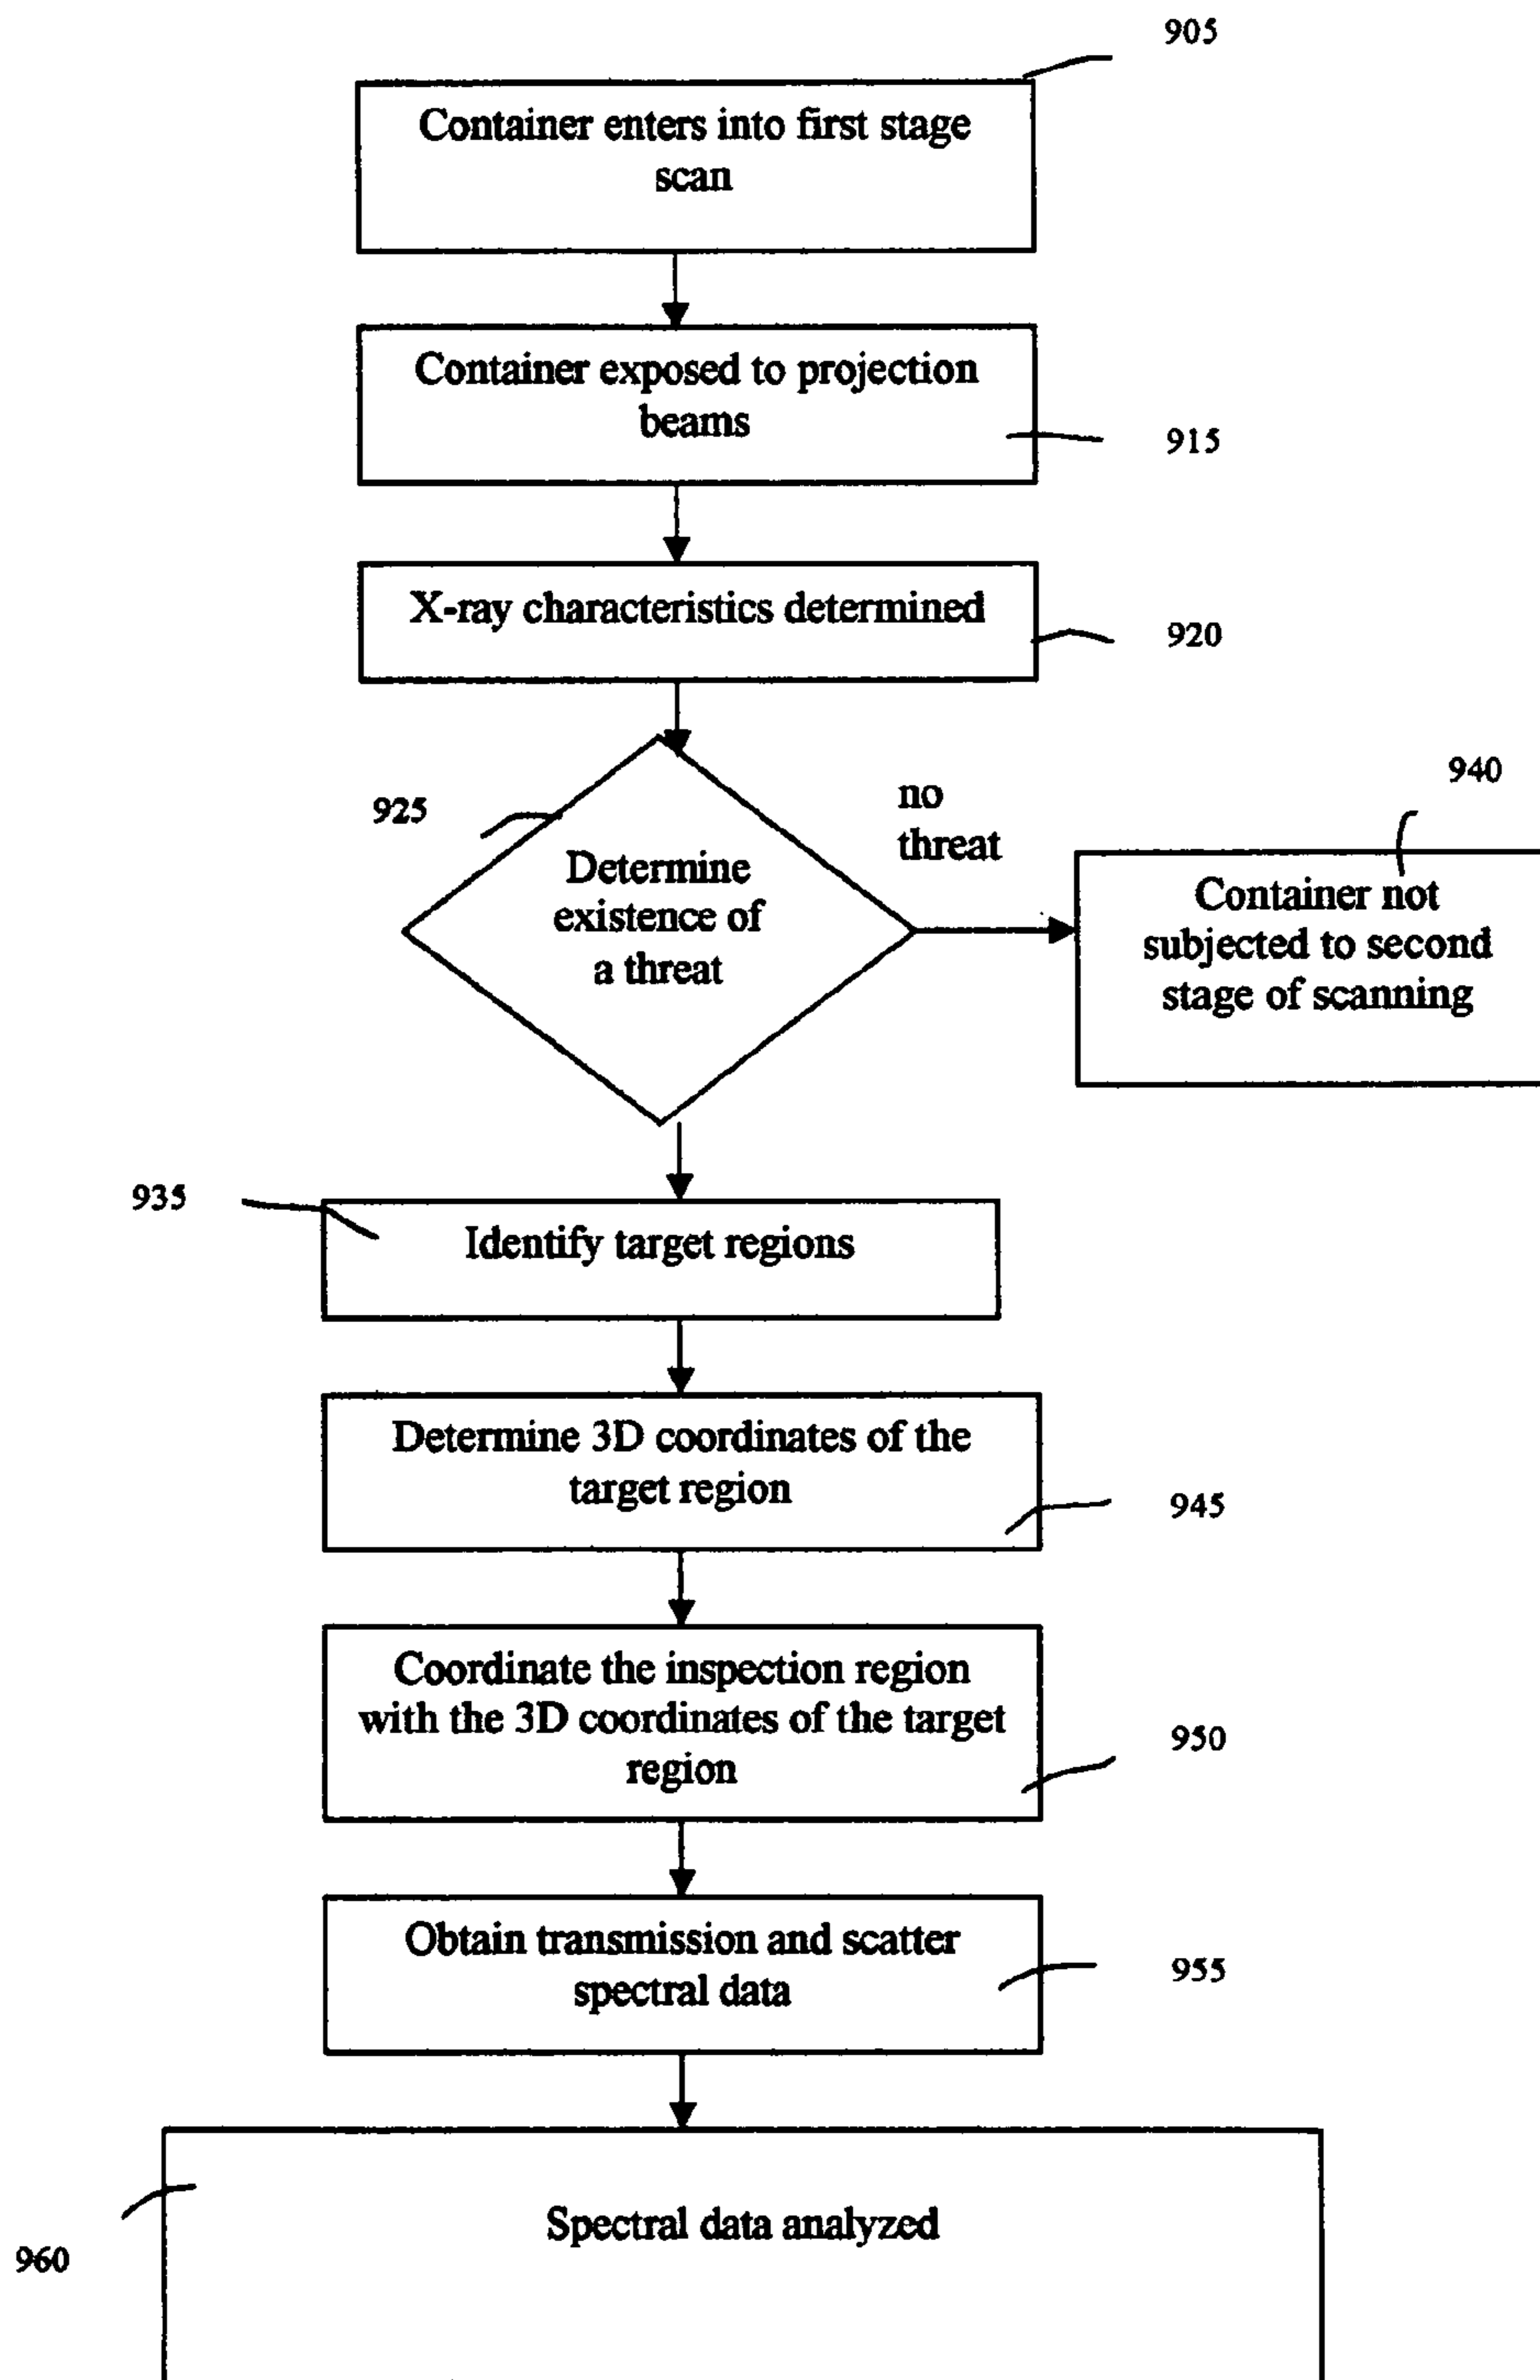 905
Container enters into first stage
scan
Container exposed to projection
beams
915
X-ray characteristics determined
920
925
Determine
existence of
a threat
no
threat
940
Container not
subjected to second
stage of scanning
935
Identify target regions
Determine 3D coordinates of the
target region
945
Coordinate the inspection region
with the 3D coordinates of the target
region
950
Obtain transmission and scatter
spectral data
955
Spectral data analyzed
960